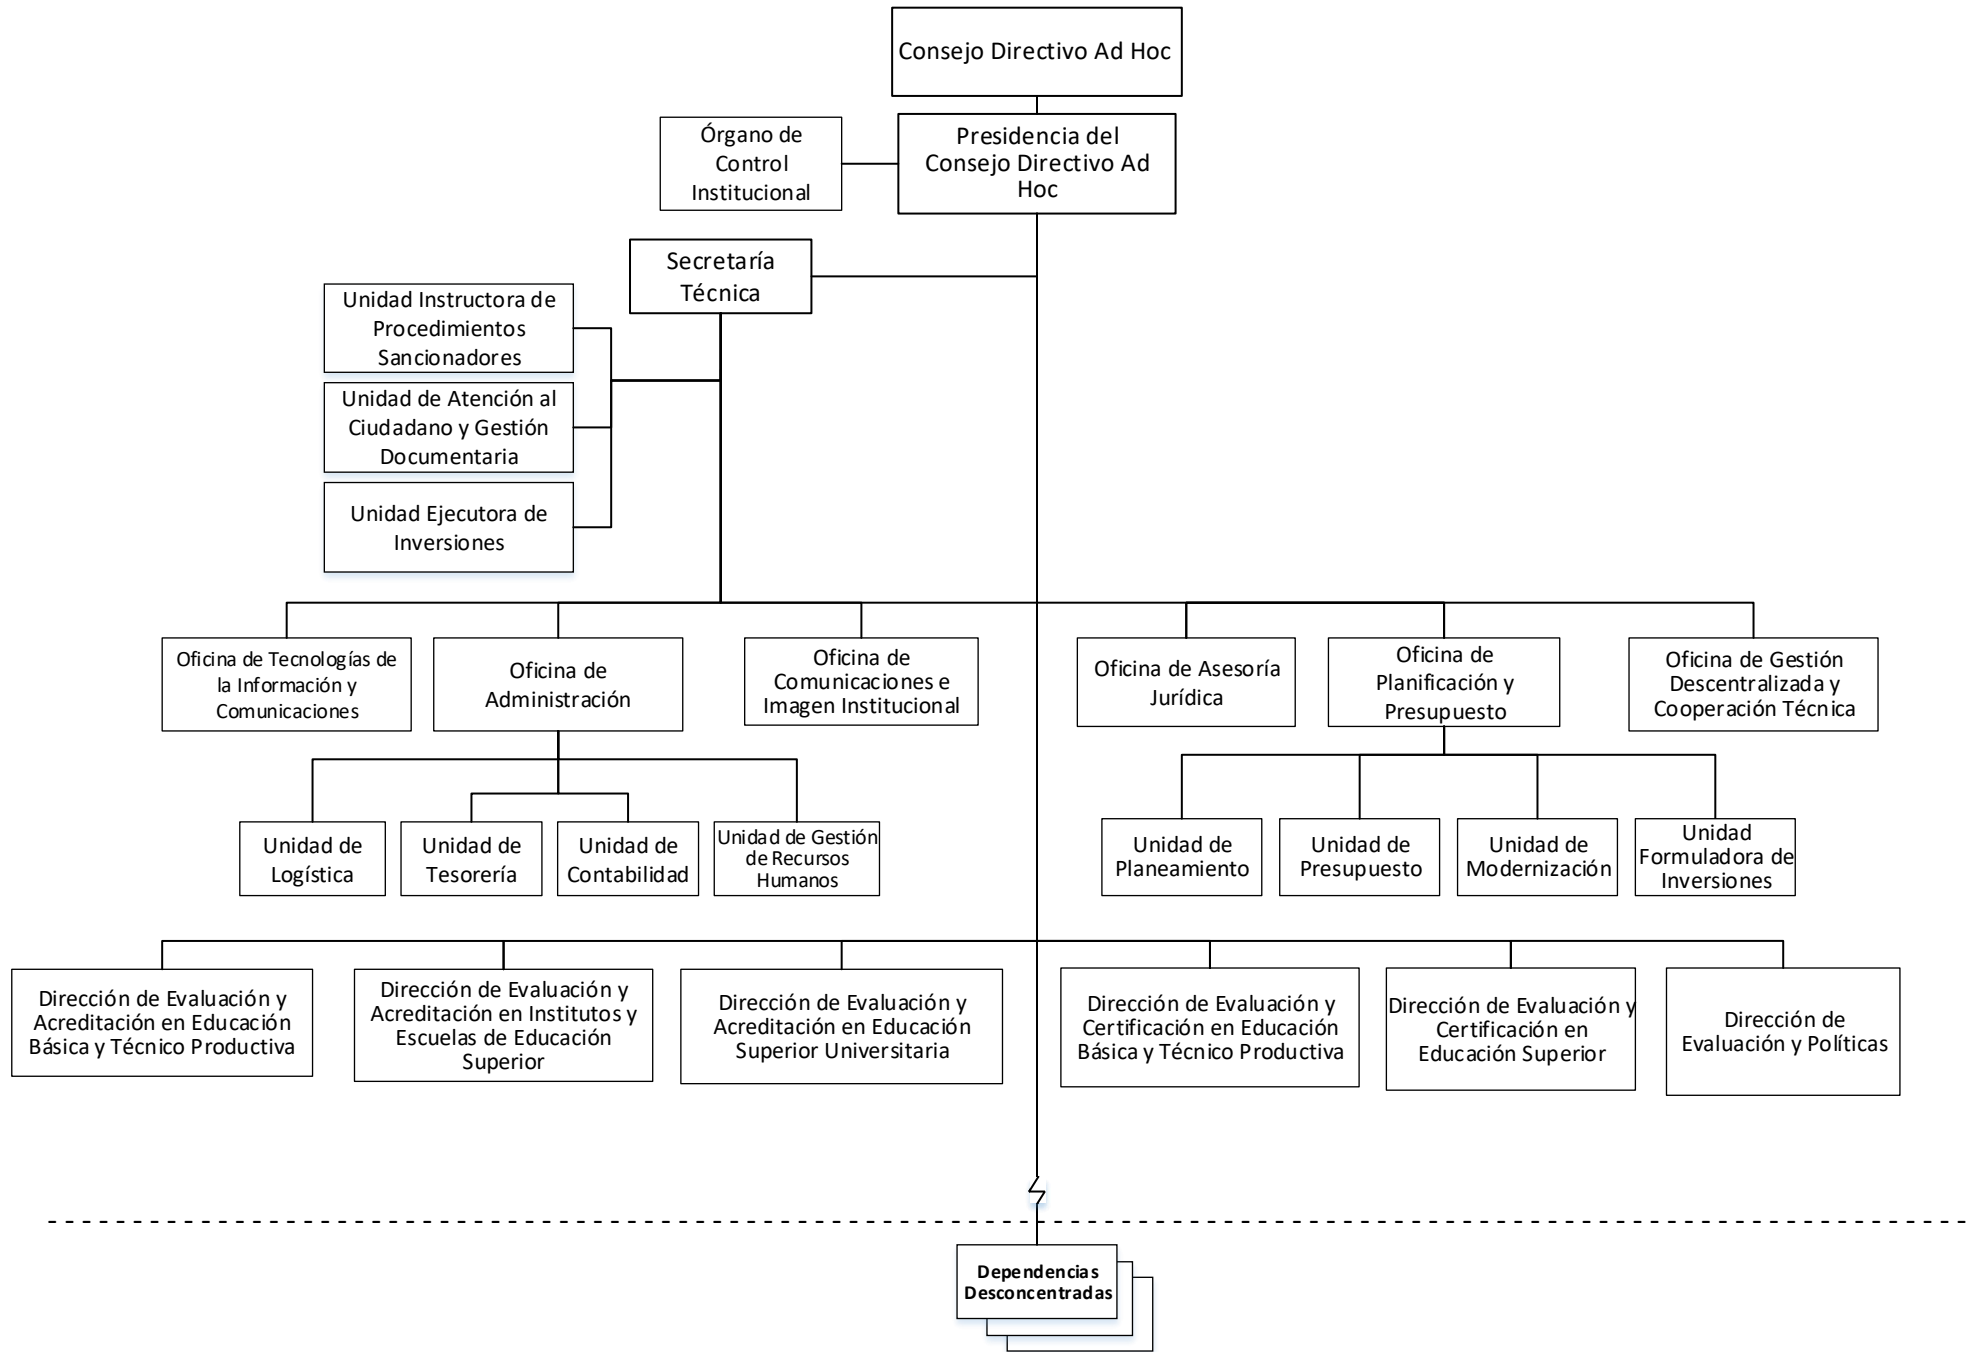 Consejo Directivo Ad Hoc
Presidencia del
Consejo Directivo Ad
Hoc
Órgano de
Control
Institucional
Secretaría
Técnica
Unidad Instructora de
Procedimientos
Sancionadores
Unidad de Atención al
Ciudadano y Gestión
Documentaria
Unidad Ejecutora de
Inversiones
Oficina de Tecnologías de
la Información y
Comunicaciones
Oficina de
Administración
Oficina de
Comunicaciones e
Imagen Institucional
Oficina de Asesoría
Jurídica
Oficina de
Planificación y
Presupuesto
Oficina de Gestión
Descentralizada y
Cooperación Técnica
Unidad de
Logística
Unidad de
Tesorería
Unidad de
Contabilidad
Unidad de Gestión
de Recursos
Humanos
Unidad de
Planeamiento
Unidad de
Presupuesto
Unidad de
Modernización
Unidad
Formuladora de
Inversiones
Dirección de Evaluación y
Acreditación en Educación
Básica y Técnico Productiva
Dirección de Evaluación y
Acreditación en Institutos y
Escuelas de Educación
Superior
Dirección de Evaluación y
Acreditación en Educación
Superior Universitaria
Dirección de Evaluación y
Certificación en Educación
Básica y Técnico Productiva
Dirección de Evaluación y
Certificación en
Educación Superior
Dirección de
Evaluación y Políticas
Dependencias
Desconcentradas